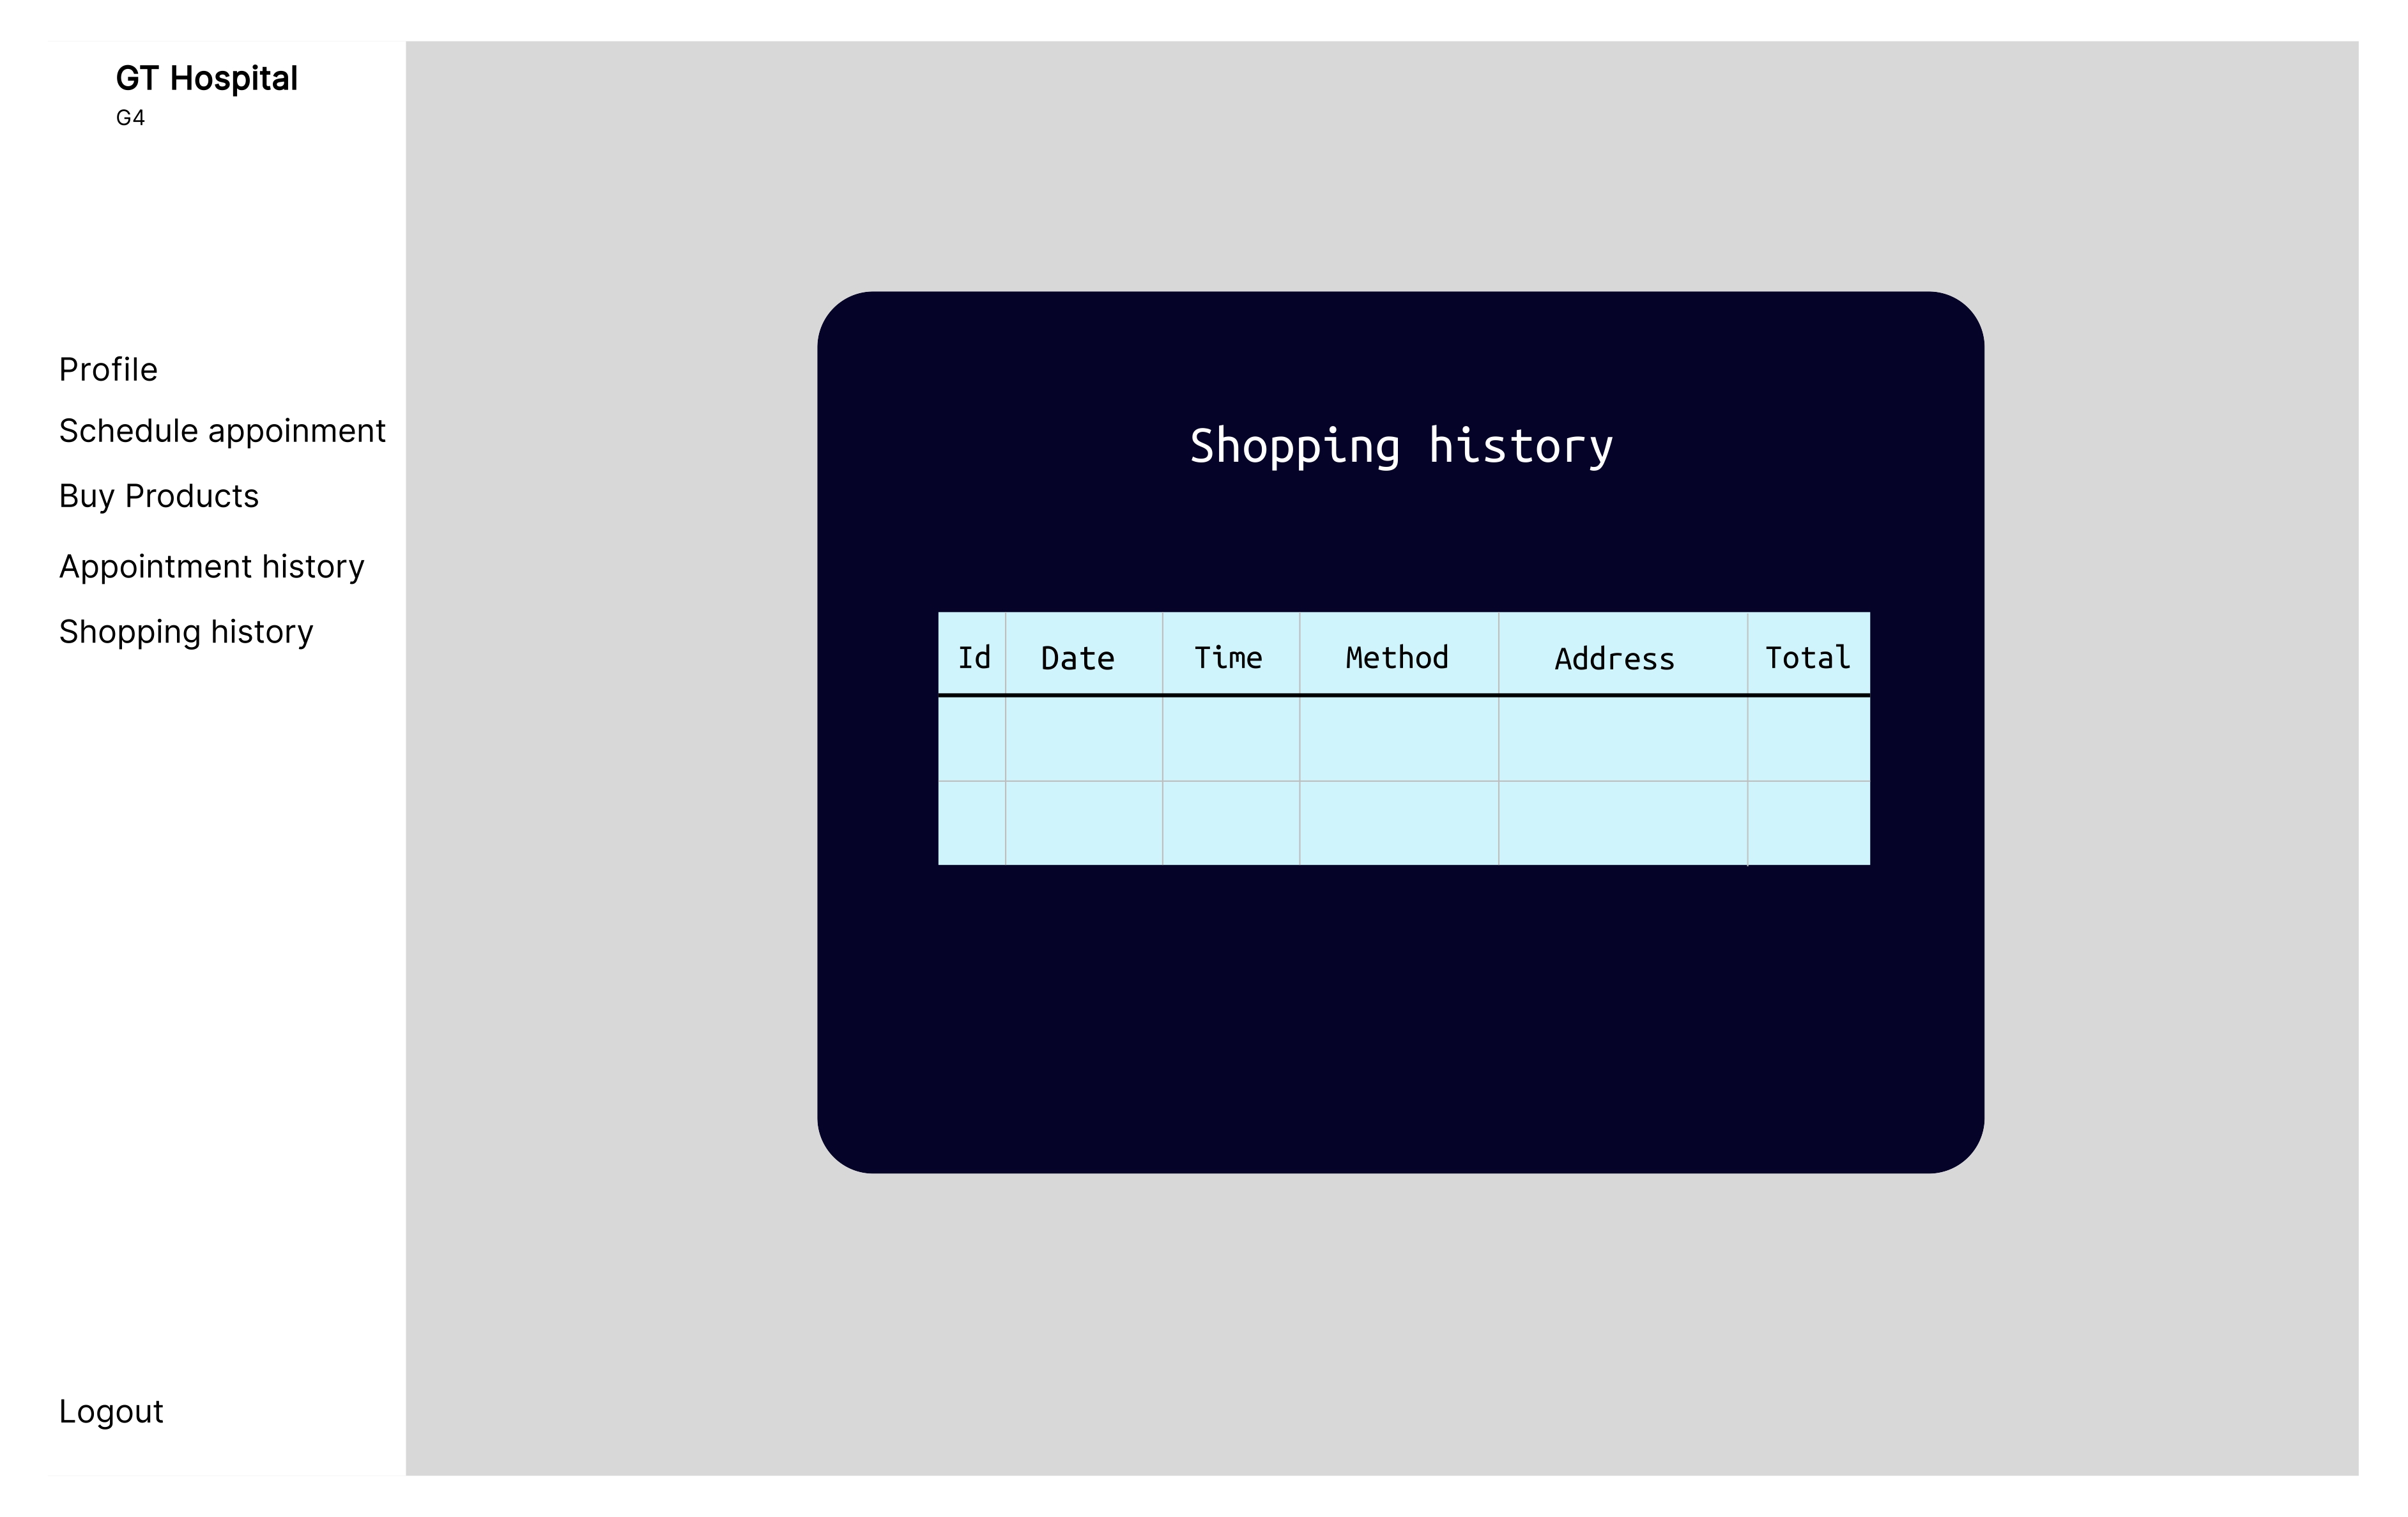 GT Hospital
G4
Profile
Schedule appoinment
Buy Products
Appointment history
Shopping history
Logout
Shopping history
Id Date Time Method Address Total